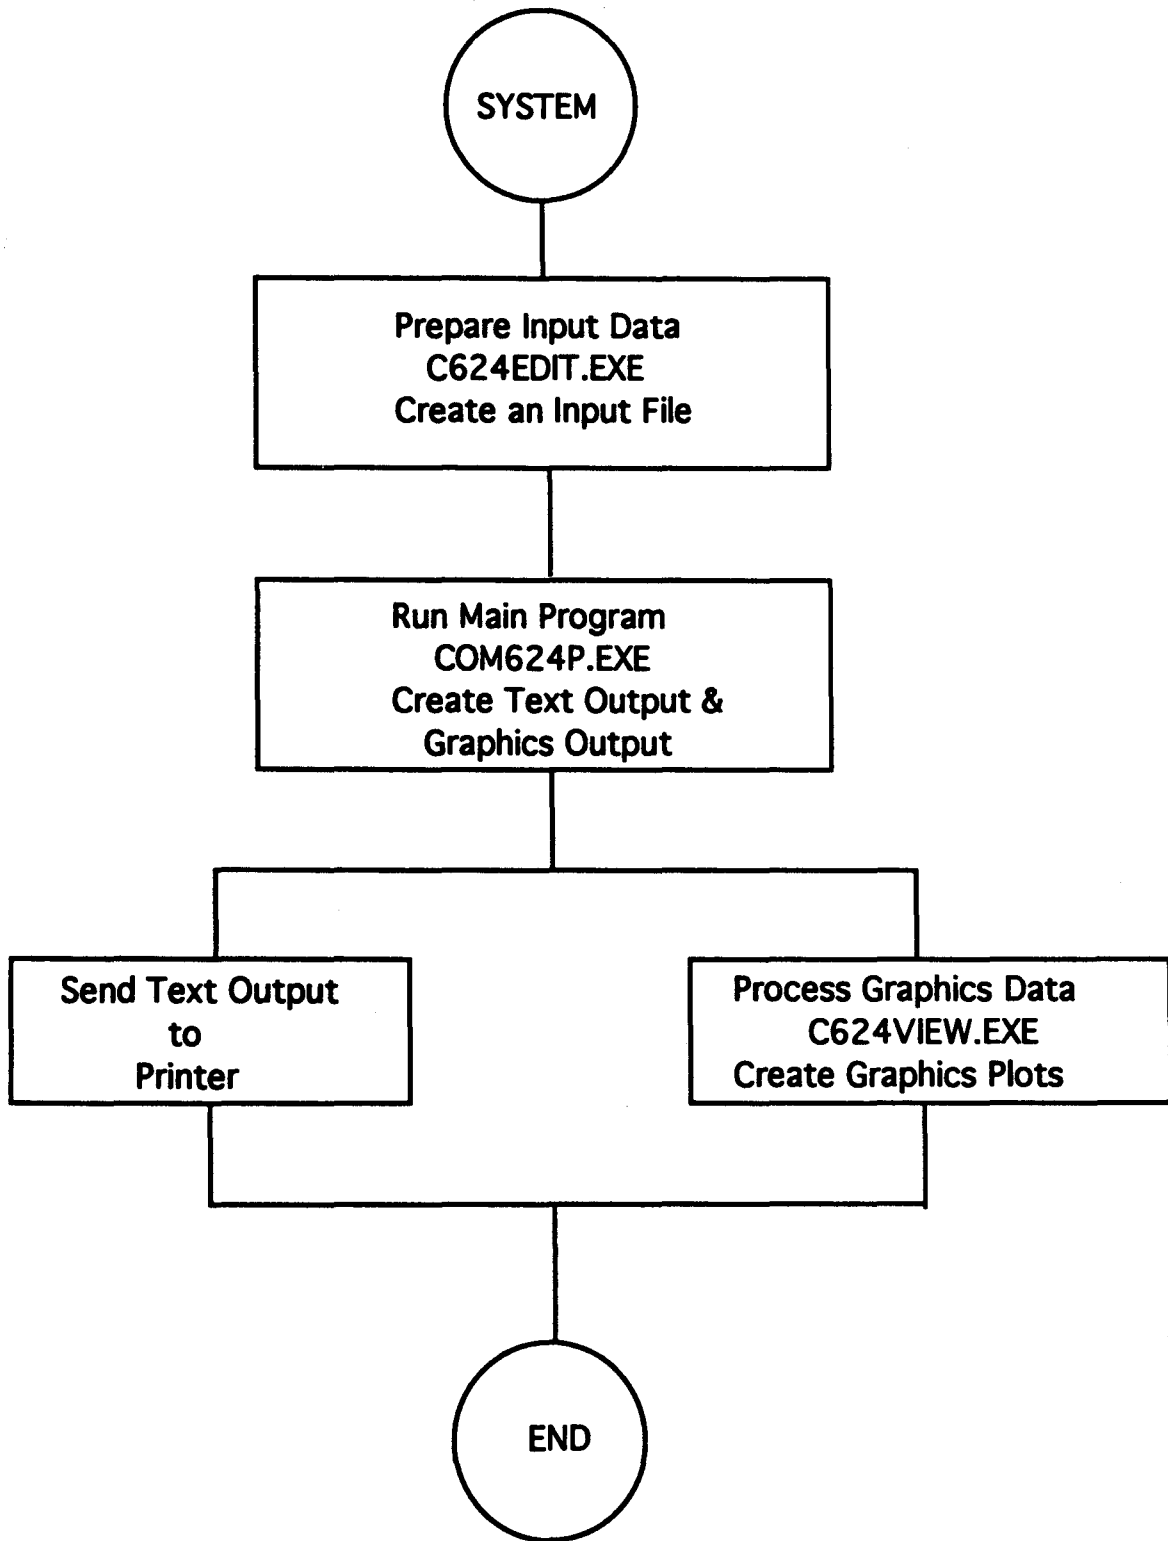 SYSTEM
Prepare Input Data
C624EDIT.EXE
Create an Input File
Run Main Program
COM624P.EXE
Create Text Output &
Graphics Output
Send Text Output
to
Printer
Process Graphics Data
C624VIEW.EXE
Create Graphics Plots
END